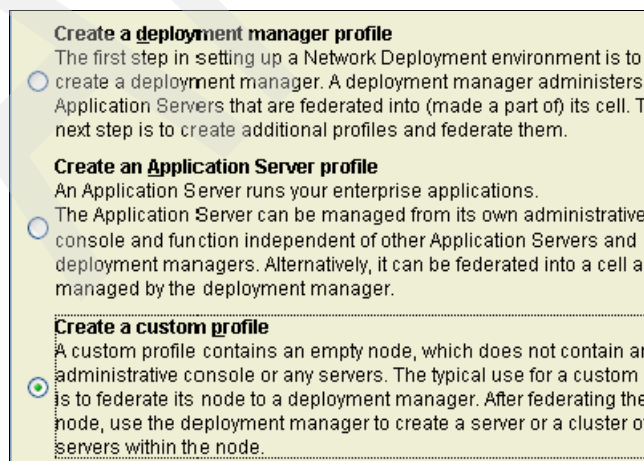 Create a deployment manager profile
The first step in setting up a Network Deployment environment is to
create a deployment manager. A deployment manager administers
Application Servers that are federated into (made a part of) its cell. T
next step is to create additional profiles and federate them.
Create an Application Server profile
An Application Server runs your enterprise applications.
The Application Server can be managed from its own administrative
console and function independent of other Application Servers and
deployment managers. Alternatively, it can be federated into a cell a
managed by the deployment manager.
Create a custom profile
A custom profile contains an empty node, which does not contain a
administrative console or any servers. The typical use for a custom
is to federate its node to a deployment manager. After federating the
node, use the deployment manager to create a server or a cluster o
servers within the node.